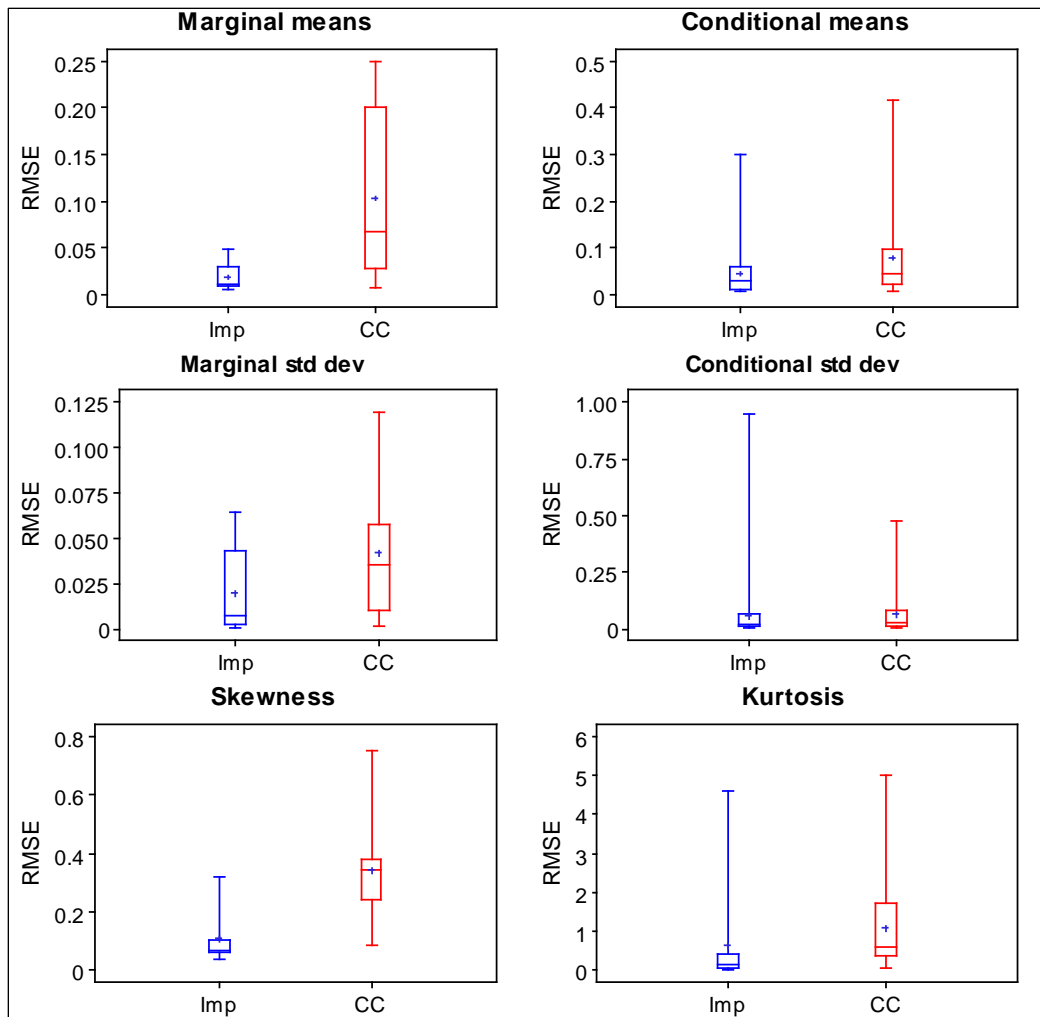 Marginal means
RMSE
0.25
0.20
0.15
0.10
0.05
0
Imp CC
Conditional means
RMSE
0.5
0.4
0.3
0.2
0.1
0
Imp CC
Marginal std dev
RMSE
0.125
0.100
0.075
0.050
0.025
0
Imp CC
Conditional std dev
RMSE
1.00
0.75
0.50
0.25
0
Imp CC
Skewness
RMSE
0.8
0.6
0.4
0.2
0
Imp CC
Kurtosis
RMSE
6
5
4
3
2
1
0
Imp CC